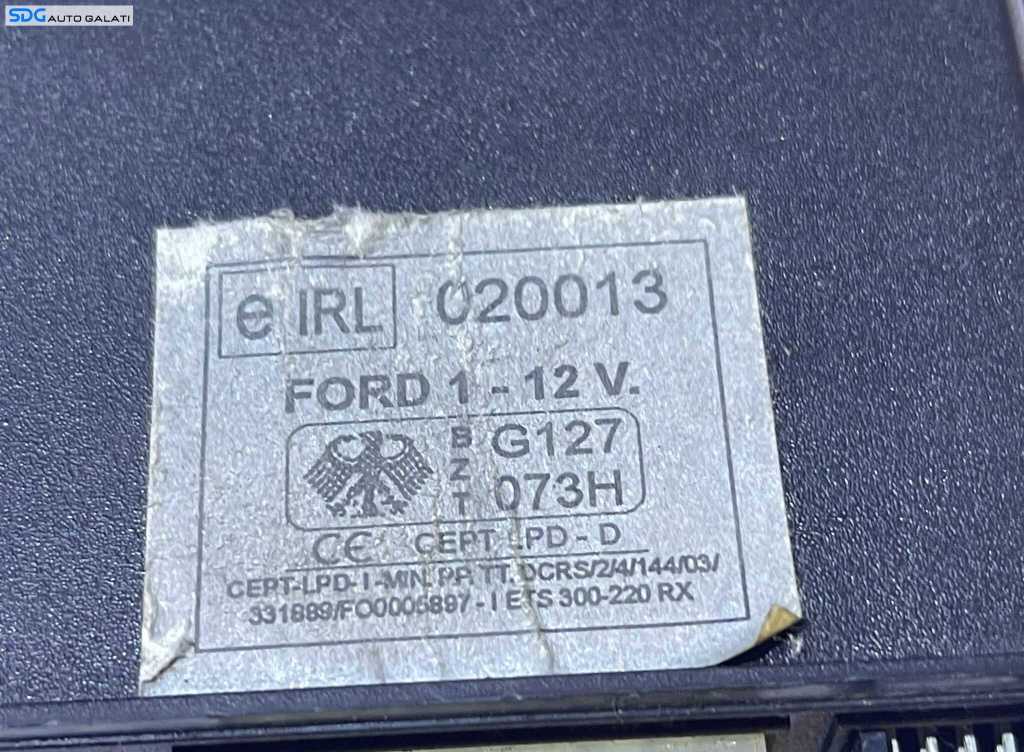 SDG AUTO GALATI
e IRL 020013
FORD 1 - 12 V.
BZT G127
073H
CE CEPT LPD - D
CEPT-LPD-I-MIN. PP. TT. DCRS/2/4/144/03/
331889/FO0005897 - I ETS 300-220 RX